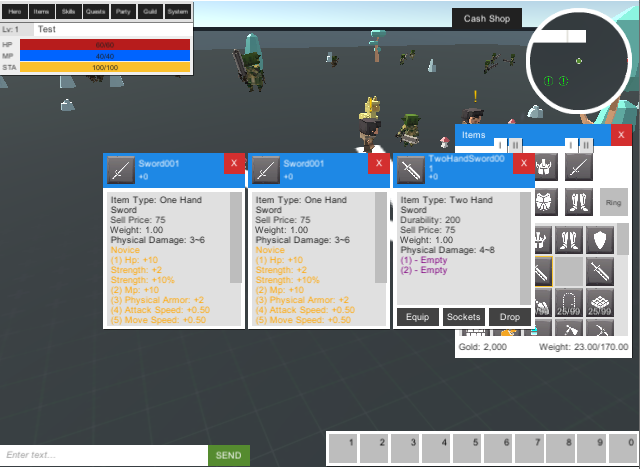 Hero Items Skills Quests Party Guild System
Lv: 1 Test
HP 60/60
MP 40/40
STA 100/100
Cash Shop
Items X
I II I II
Ring
Sword001
+0
X
Item Type: One Hand
Sword
Sell Price: 75
Weight: 1.00
Physical Damage: 3~6
Novice
(1) Hp: +10
Strength: +2
Strength: +10%
(2) Mp: +10
(3) Physical Armor: +2
(4) Attack Speed: +0.50
(5) Move Speed: +0.50
Sword001
+0
X
Item Type: One Hand
Sword
Sell Price: 75
Weight: 1.00
Physical Damage: 3~6
Novice
(1) Hp: +10
Strength: +2
Strength: +10%
(2) Mp: +10
(3) Physical Armor: +2
(4) Attack Speed: +0.50
(5) Move Speed: +0.50
TwoHandSword00
1
+0
X
Item Type: Two Hand
Sword
Durability: 200
Sell Price: 75
Weight: 1.00
Physical Damage: 4~8
(1) - Empty
(2) - Empty
Equip Sockets Drop
25/99 25/99
Gold: 2,000 Weight: 23.00/170.00
Enter text... SEND
1 2 3 4 5 6 7 8 9 0